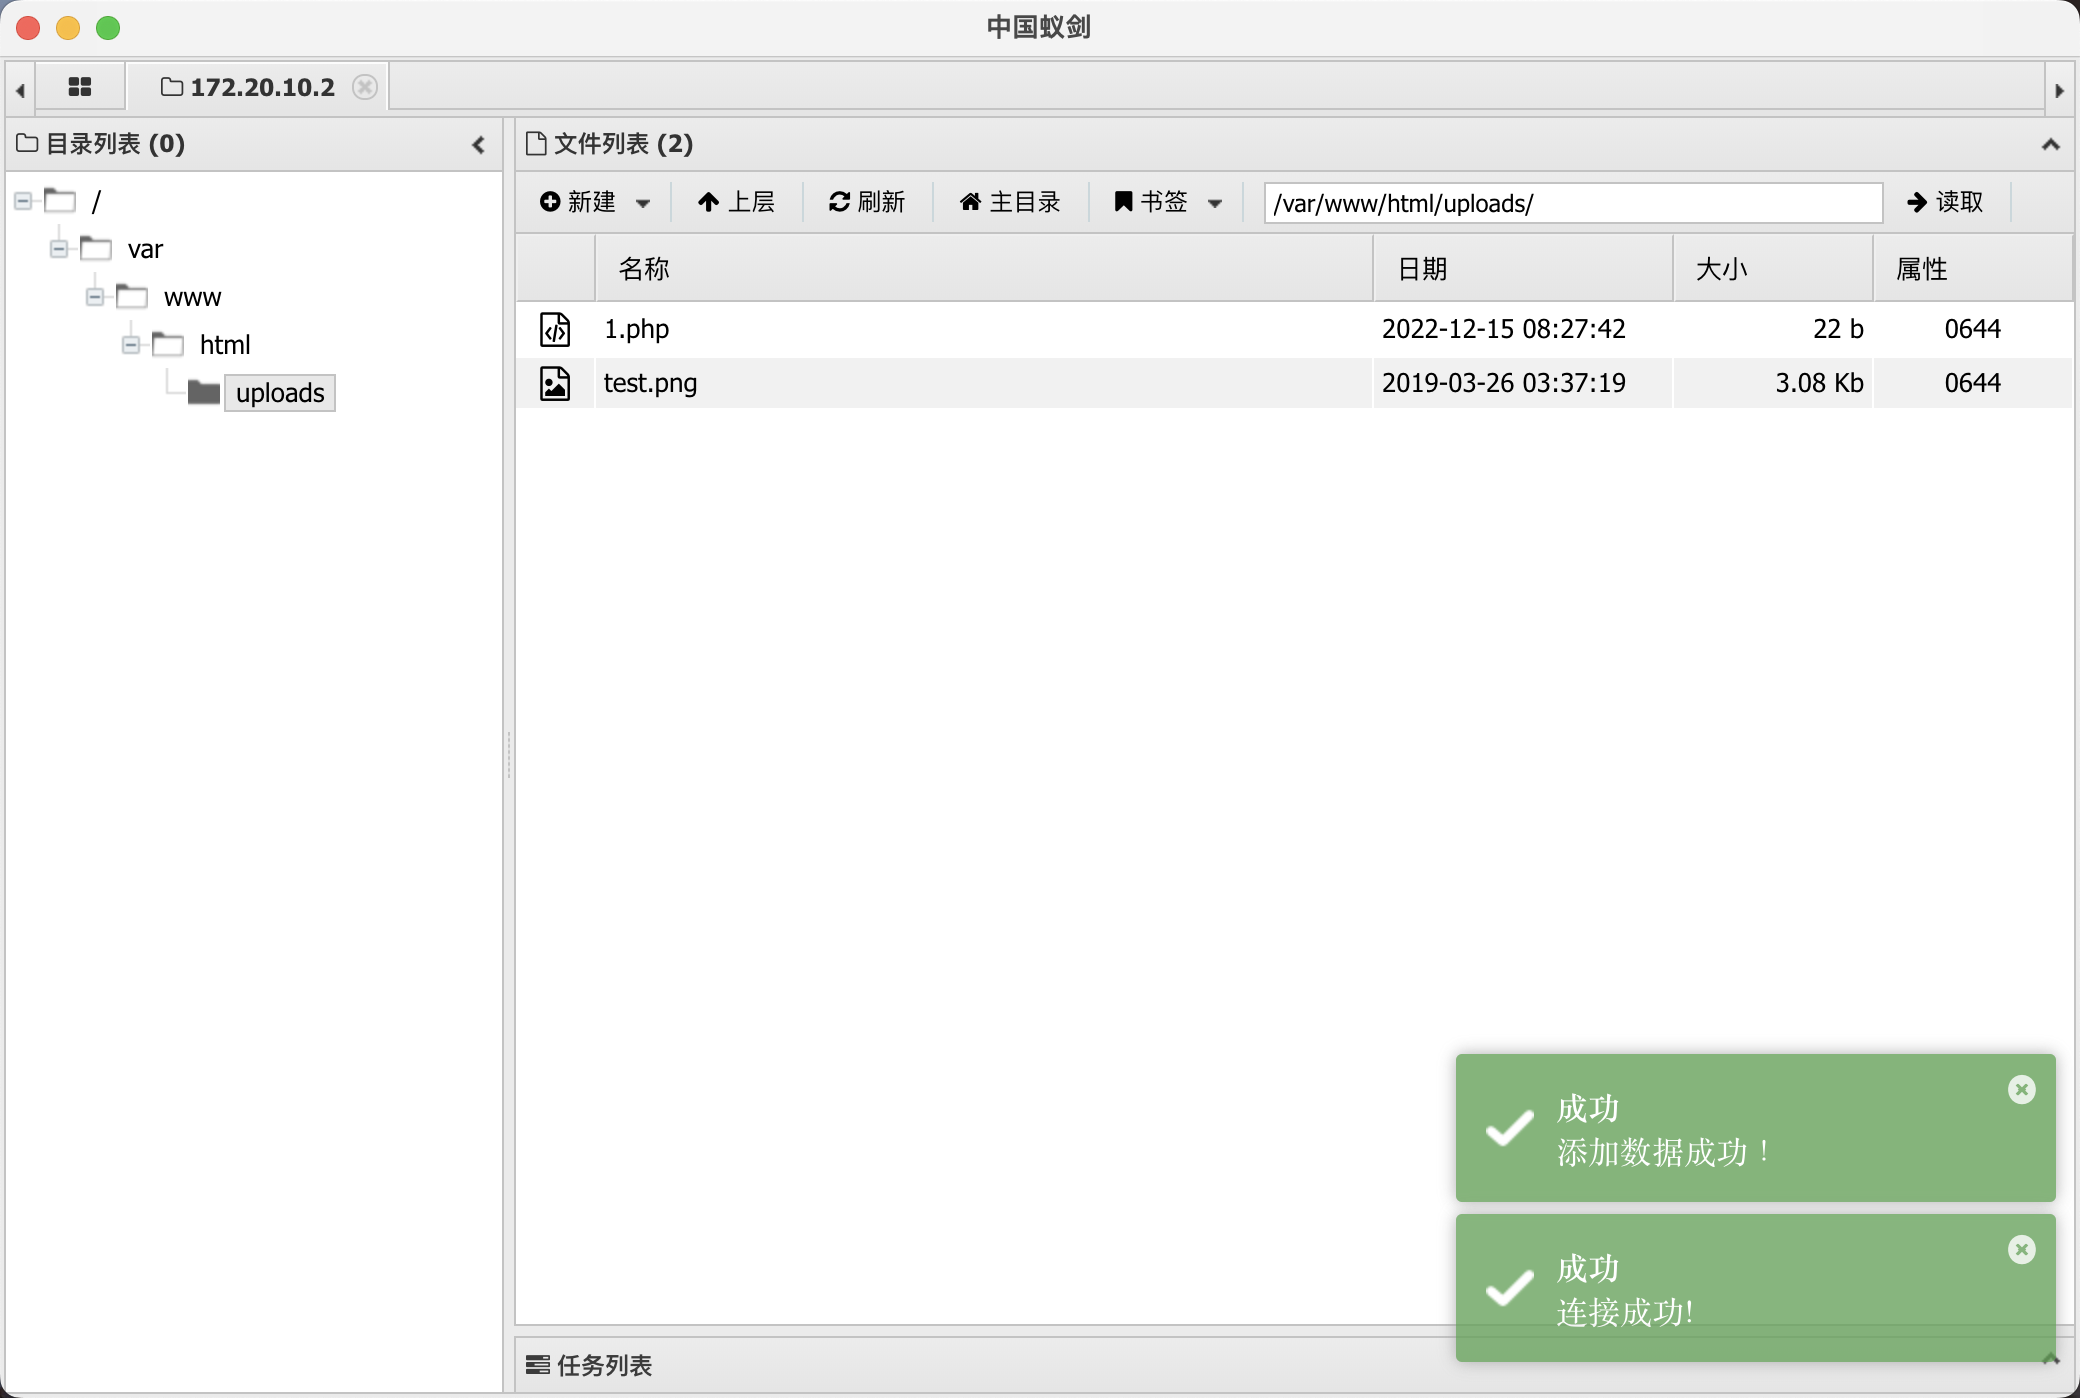 中国蚁剑
172.20.10.2
目录列表 (0)
/
var
www
html
uploads
文件列表 (2)
新建 上层 刷新 主目录 书签 /var/www/html/uploads/ 读取
名称 日期 大小 属性
1.php 2022-12-15 08:27:42 22 b 0644
test.png 2019-03-26 03:37:19 3.08 Kb 0644
成功
添加数据成功！
成功
连接成功!
任务列表